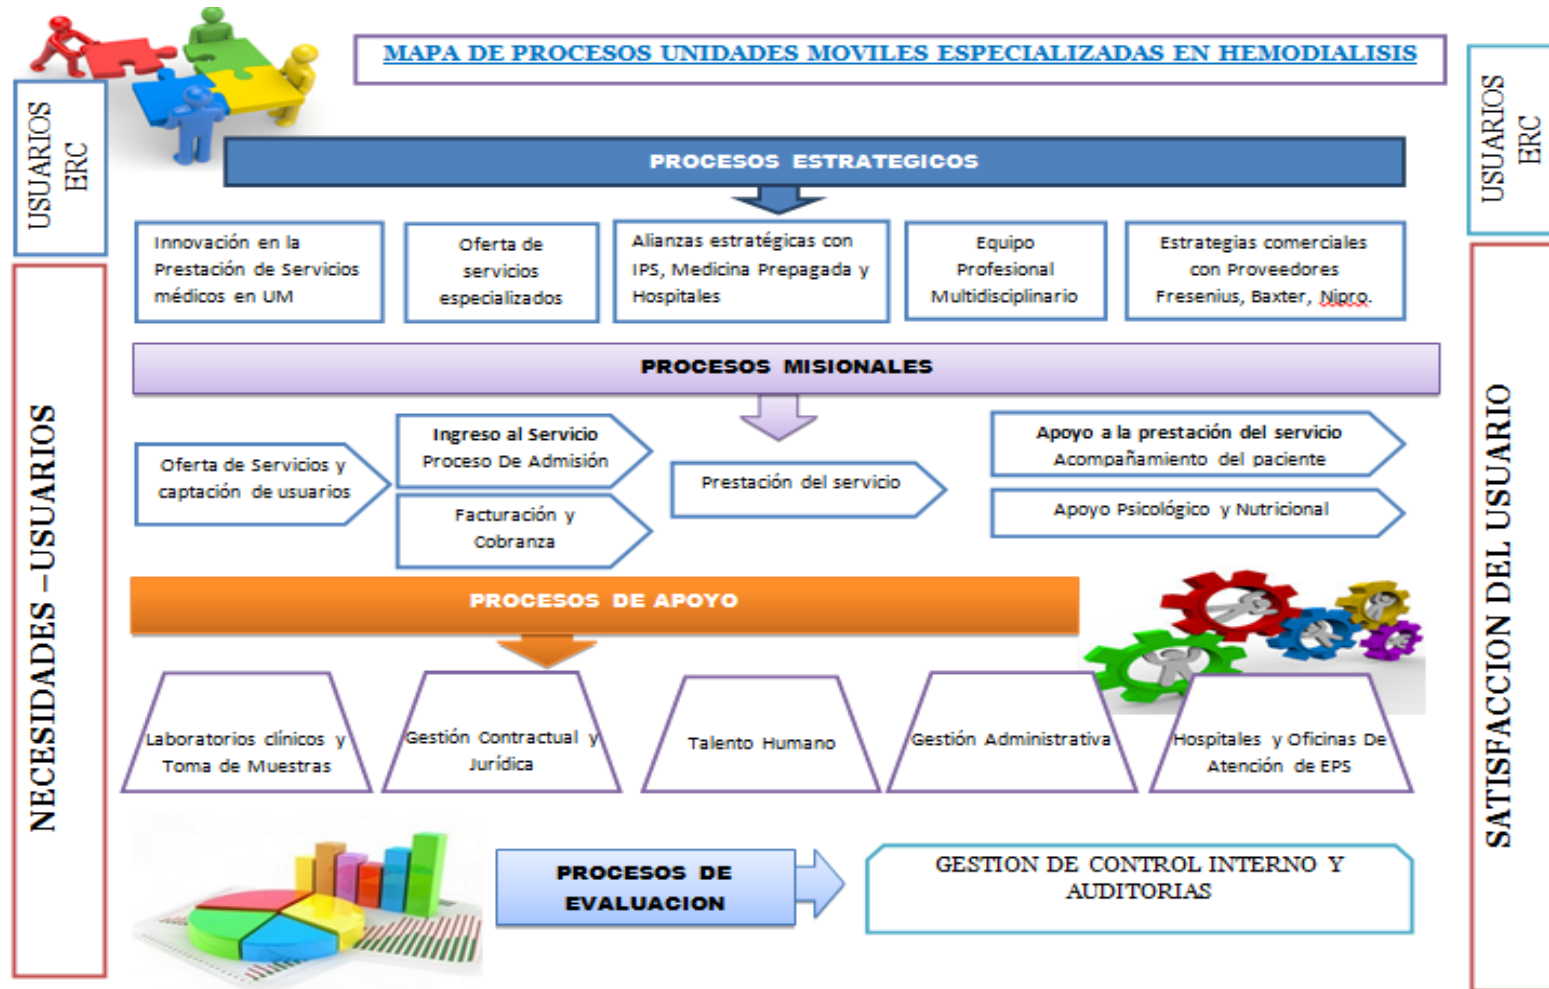 MAPA DE PROCESOS UNIDADES MOVILES ESPECIALIZADAS EN HEMODIALISIS
USUARIOS
ERC
NECESIDADES –USUARIOS
PROCESOS ESTRATEGICOS
Innovación en la
Prestación de Servicios
médicos en UM
Oferta de
servicios
especializados
Alianzas estratégicas con
IPS, Medicina Prepagada y
Hospitales
Equipo
Profesional
Multidisciplinario
Estrategias comerciales
con Proveedores
Fresenius, Baxter, Nipro.
PROCESOS MISIONALES
Oferta de Servicios y
captación de usuarios
Ingreso al Servicio
Proceso De Admisión
Facturación y
Cobranza
Prestación del servicio
Apoyo a la prestación del servicio
Acompañamiento del paciente
Apoyo Psicológico y Nutricional
PROCESOS DE APOYO
Laboratorios clínicos y
Toma de Muestras
Gestión Contractual y
Jurídica
Talento Humano
Gestión Administrativa
Hospitales y Oficinas De
Atención de EPS
PROCESOS DE
EVALUACION
GESTION DE CONTROL INTERNO Y
AUDITORIAS
USUARIOS
ERC
SATISFACCION DEL USUARIO